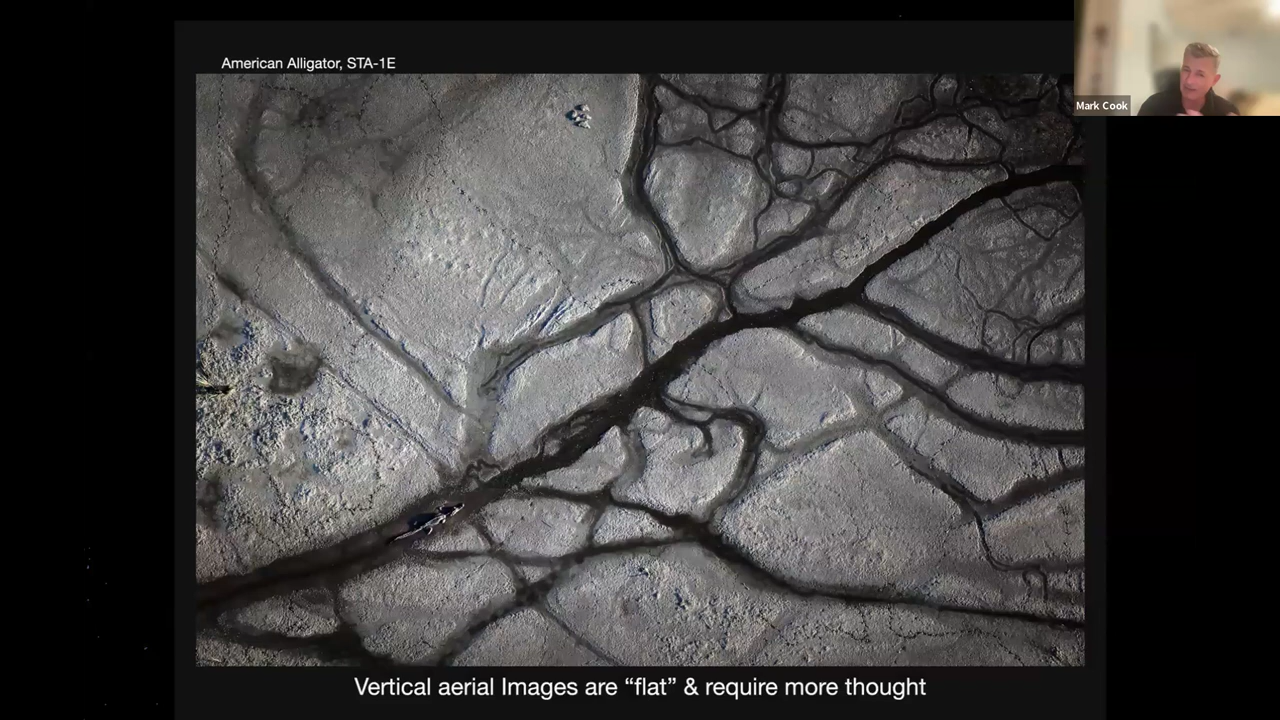 American Alligator, STA-1E
Mark Cook
Vertical aerial Images are “flat” & require more thought